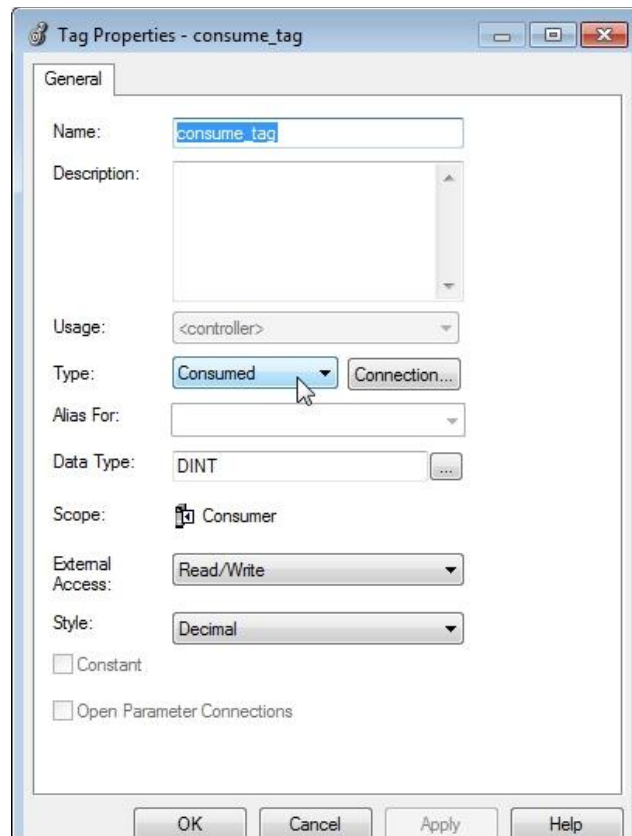 Tag Properties - consume_tag
General
Name: consume_tag
Description:
Usage: <controller>
Type: Consumed Connection...
Alias For:
Data Type: DINT ...
Scope: Consumer
External Access: Read/Write
Style: Decimal
Constant
Open Parameter Connections
OK Cancel Apply Help